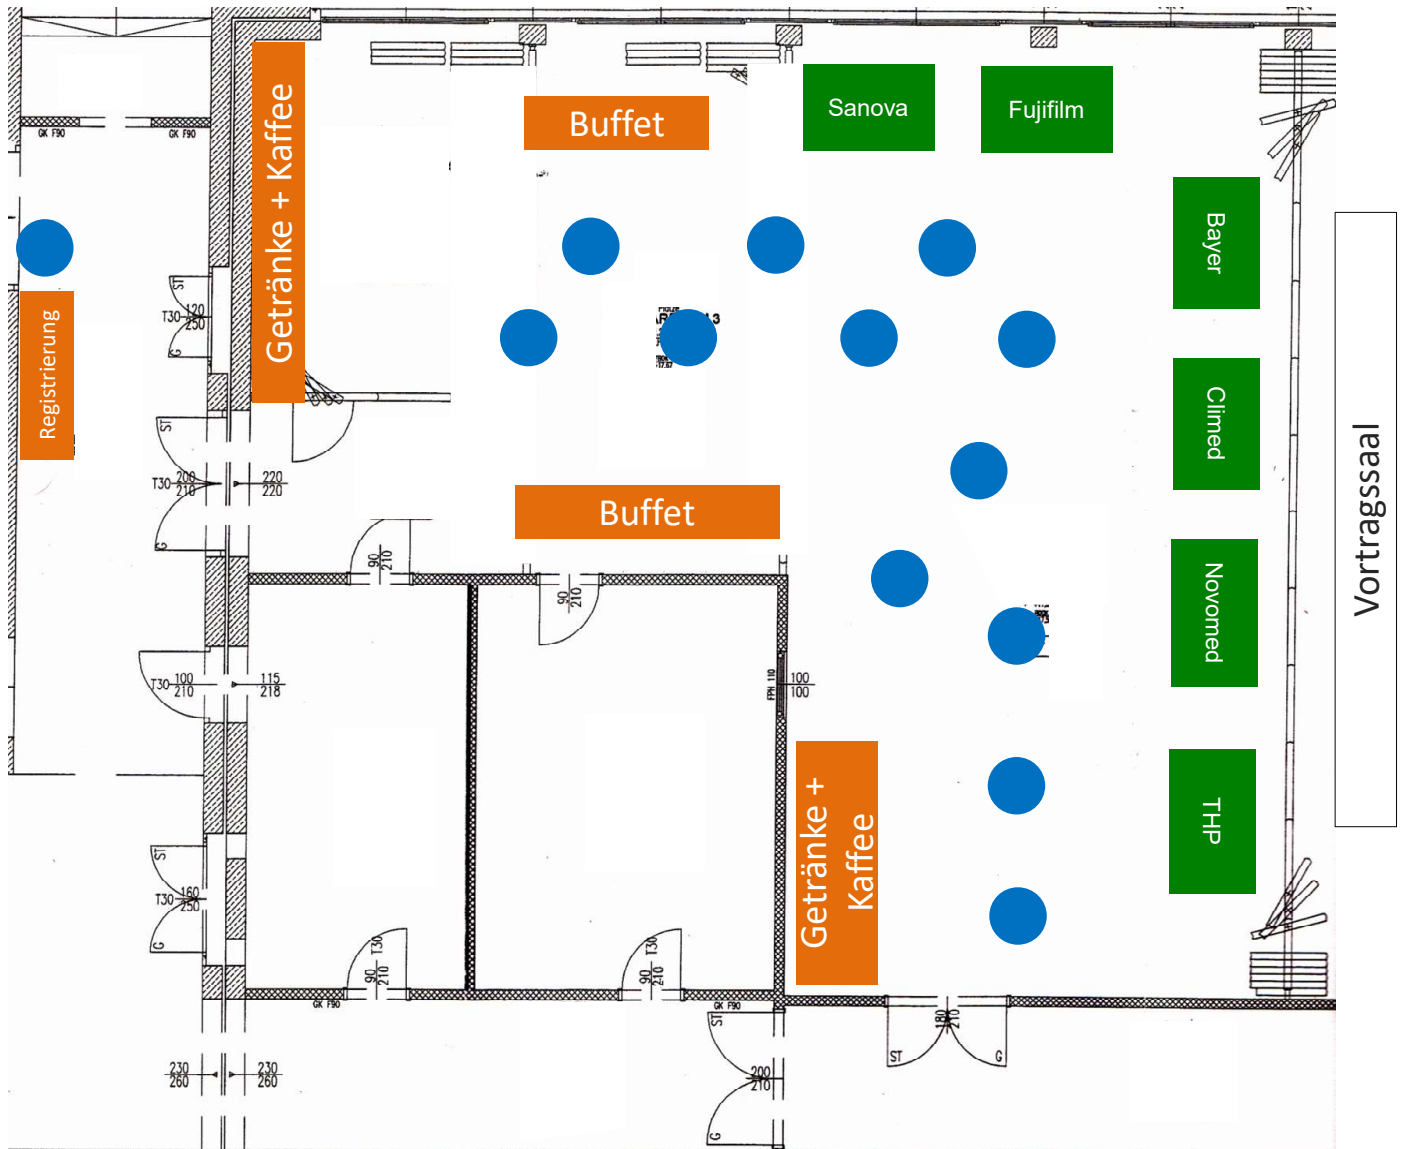 GK F90
GK F90
Getränke + Kaffee
Buffet
Sanova
Fujifilm
Bayer
Registrierung
ST
T30
120
250
G
Climed
Vortragssaal
ST
T30
200
210
220
220
G
Buffet
90
210
90
210
Novomed
T30
100
210
115
218
FPH 110
100
100
Getränke +
Kaffee
THP
ST
T30
160
250
G
90
210
T30
90
210
T30
GK F90
GK F90
ST
180
210
ST
G
230
260
230
260
200
210
G